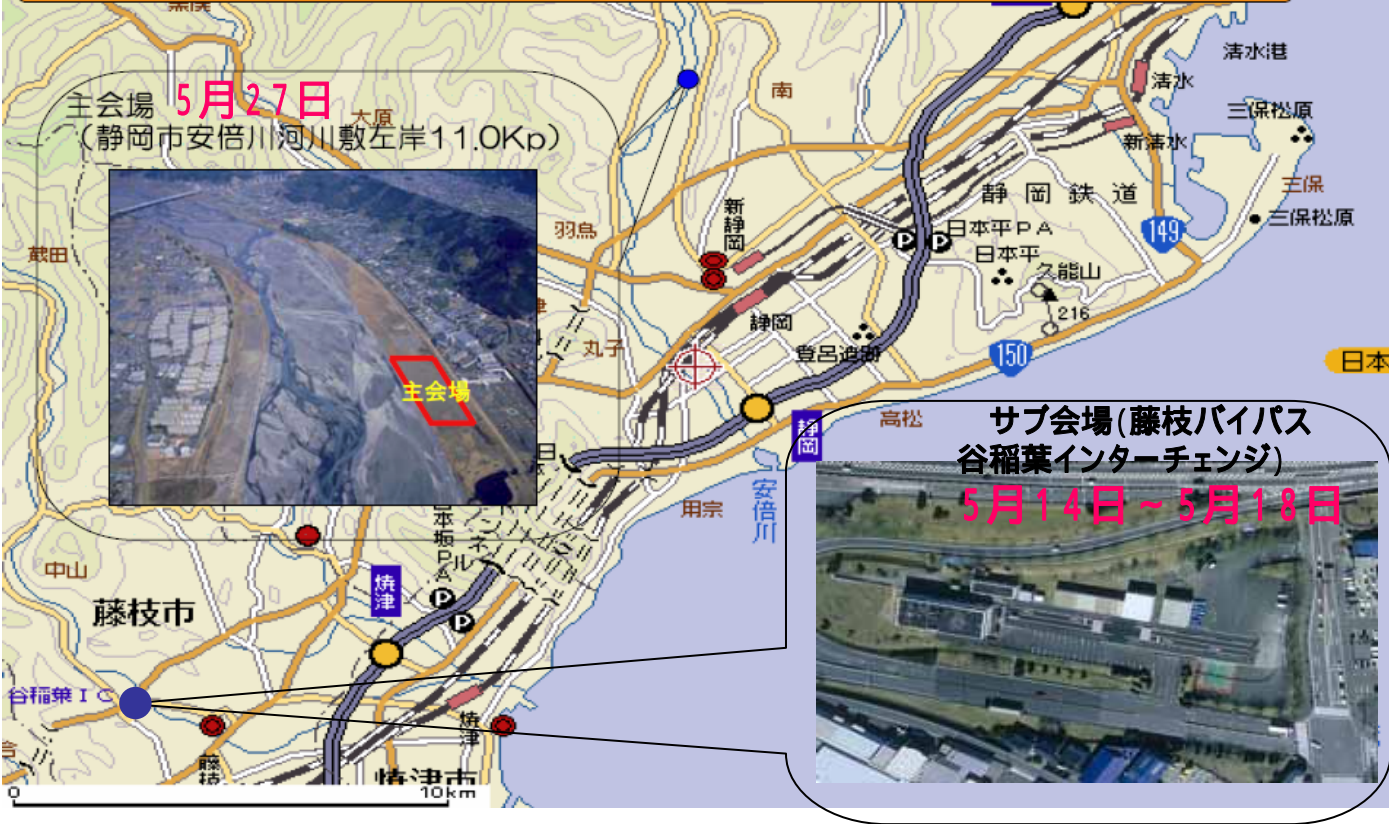 主会場 5月27日
(静岡市安倍川河川敷左岸11.0Kp)
大原
主会場
蔵田
南
清水港
清水
三保松原
新清水
三保
三保松原
静岡鉄道
149
日本平PA
P
P
日本平
久能山
216
羽鳥
新静岡
静岡
丸子
登呂遺跡
150
日本
静岡
高松
サブ会場(藤枝バイパス
谷稲葉インターチェンジ)
5月14日~5月18日
安倍川
用宗
中山
焼津
P
P
藤枝市
谷稲葉IC
焼津
藤枝
焼津市
0
10km